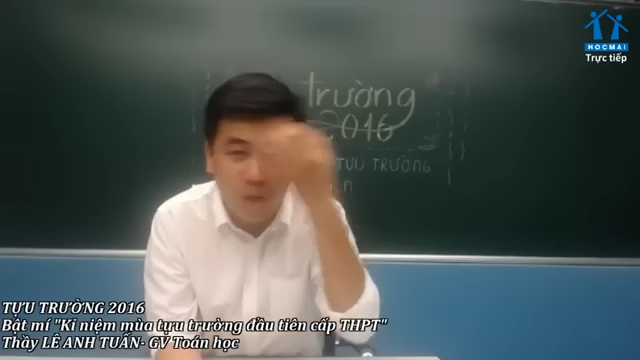 HOCMAI
Trực tiếp
trường
2016
TỰU TRƯỜNG
TỰU TRƯỜNG 2016
Bật mí "Kỉ niệm mùa tựu trường đầu tiên cấp THPT"
Thầy LÊ ANH TUẤN- GV Toán học